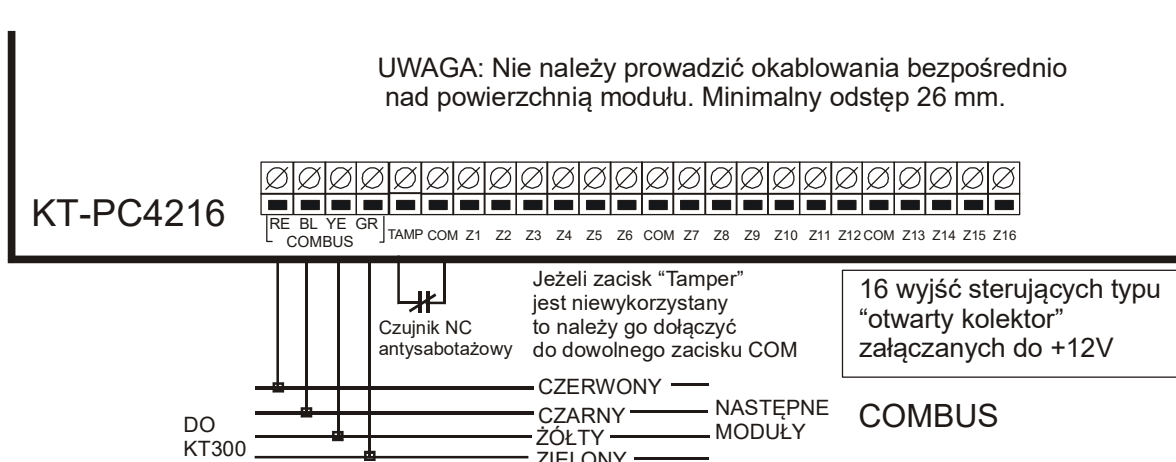 UWAGA: Nie należy prowadzić okablowania bezpośrednio
nad powierzchnią modułu. Minimalny odstęp 26 mm.
KT-PC4216
RE BL YE GR
COMBUS
TAMP COM Z1 Z2 Z3 Z4 Z5 Z6 COM Z7 Z8 Z9 Z10 Z11 Z12 COM Z13 Z14 Z15 Z16
Czujnik NC
antysabotażowy
Jeżeli zacisk “Tamper”
jest niewykorzystany
to należy go dołączyć
do dowolnego zacisku COM
16 wyjść sterujących typu
“otwarty kolektor”
załączanych do +12V
DO
KT300
CZERWONY
CZARNY
ŻÓŁTY
ZIELONY
NASTĘPNE
MODUŁY
COMBUS